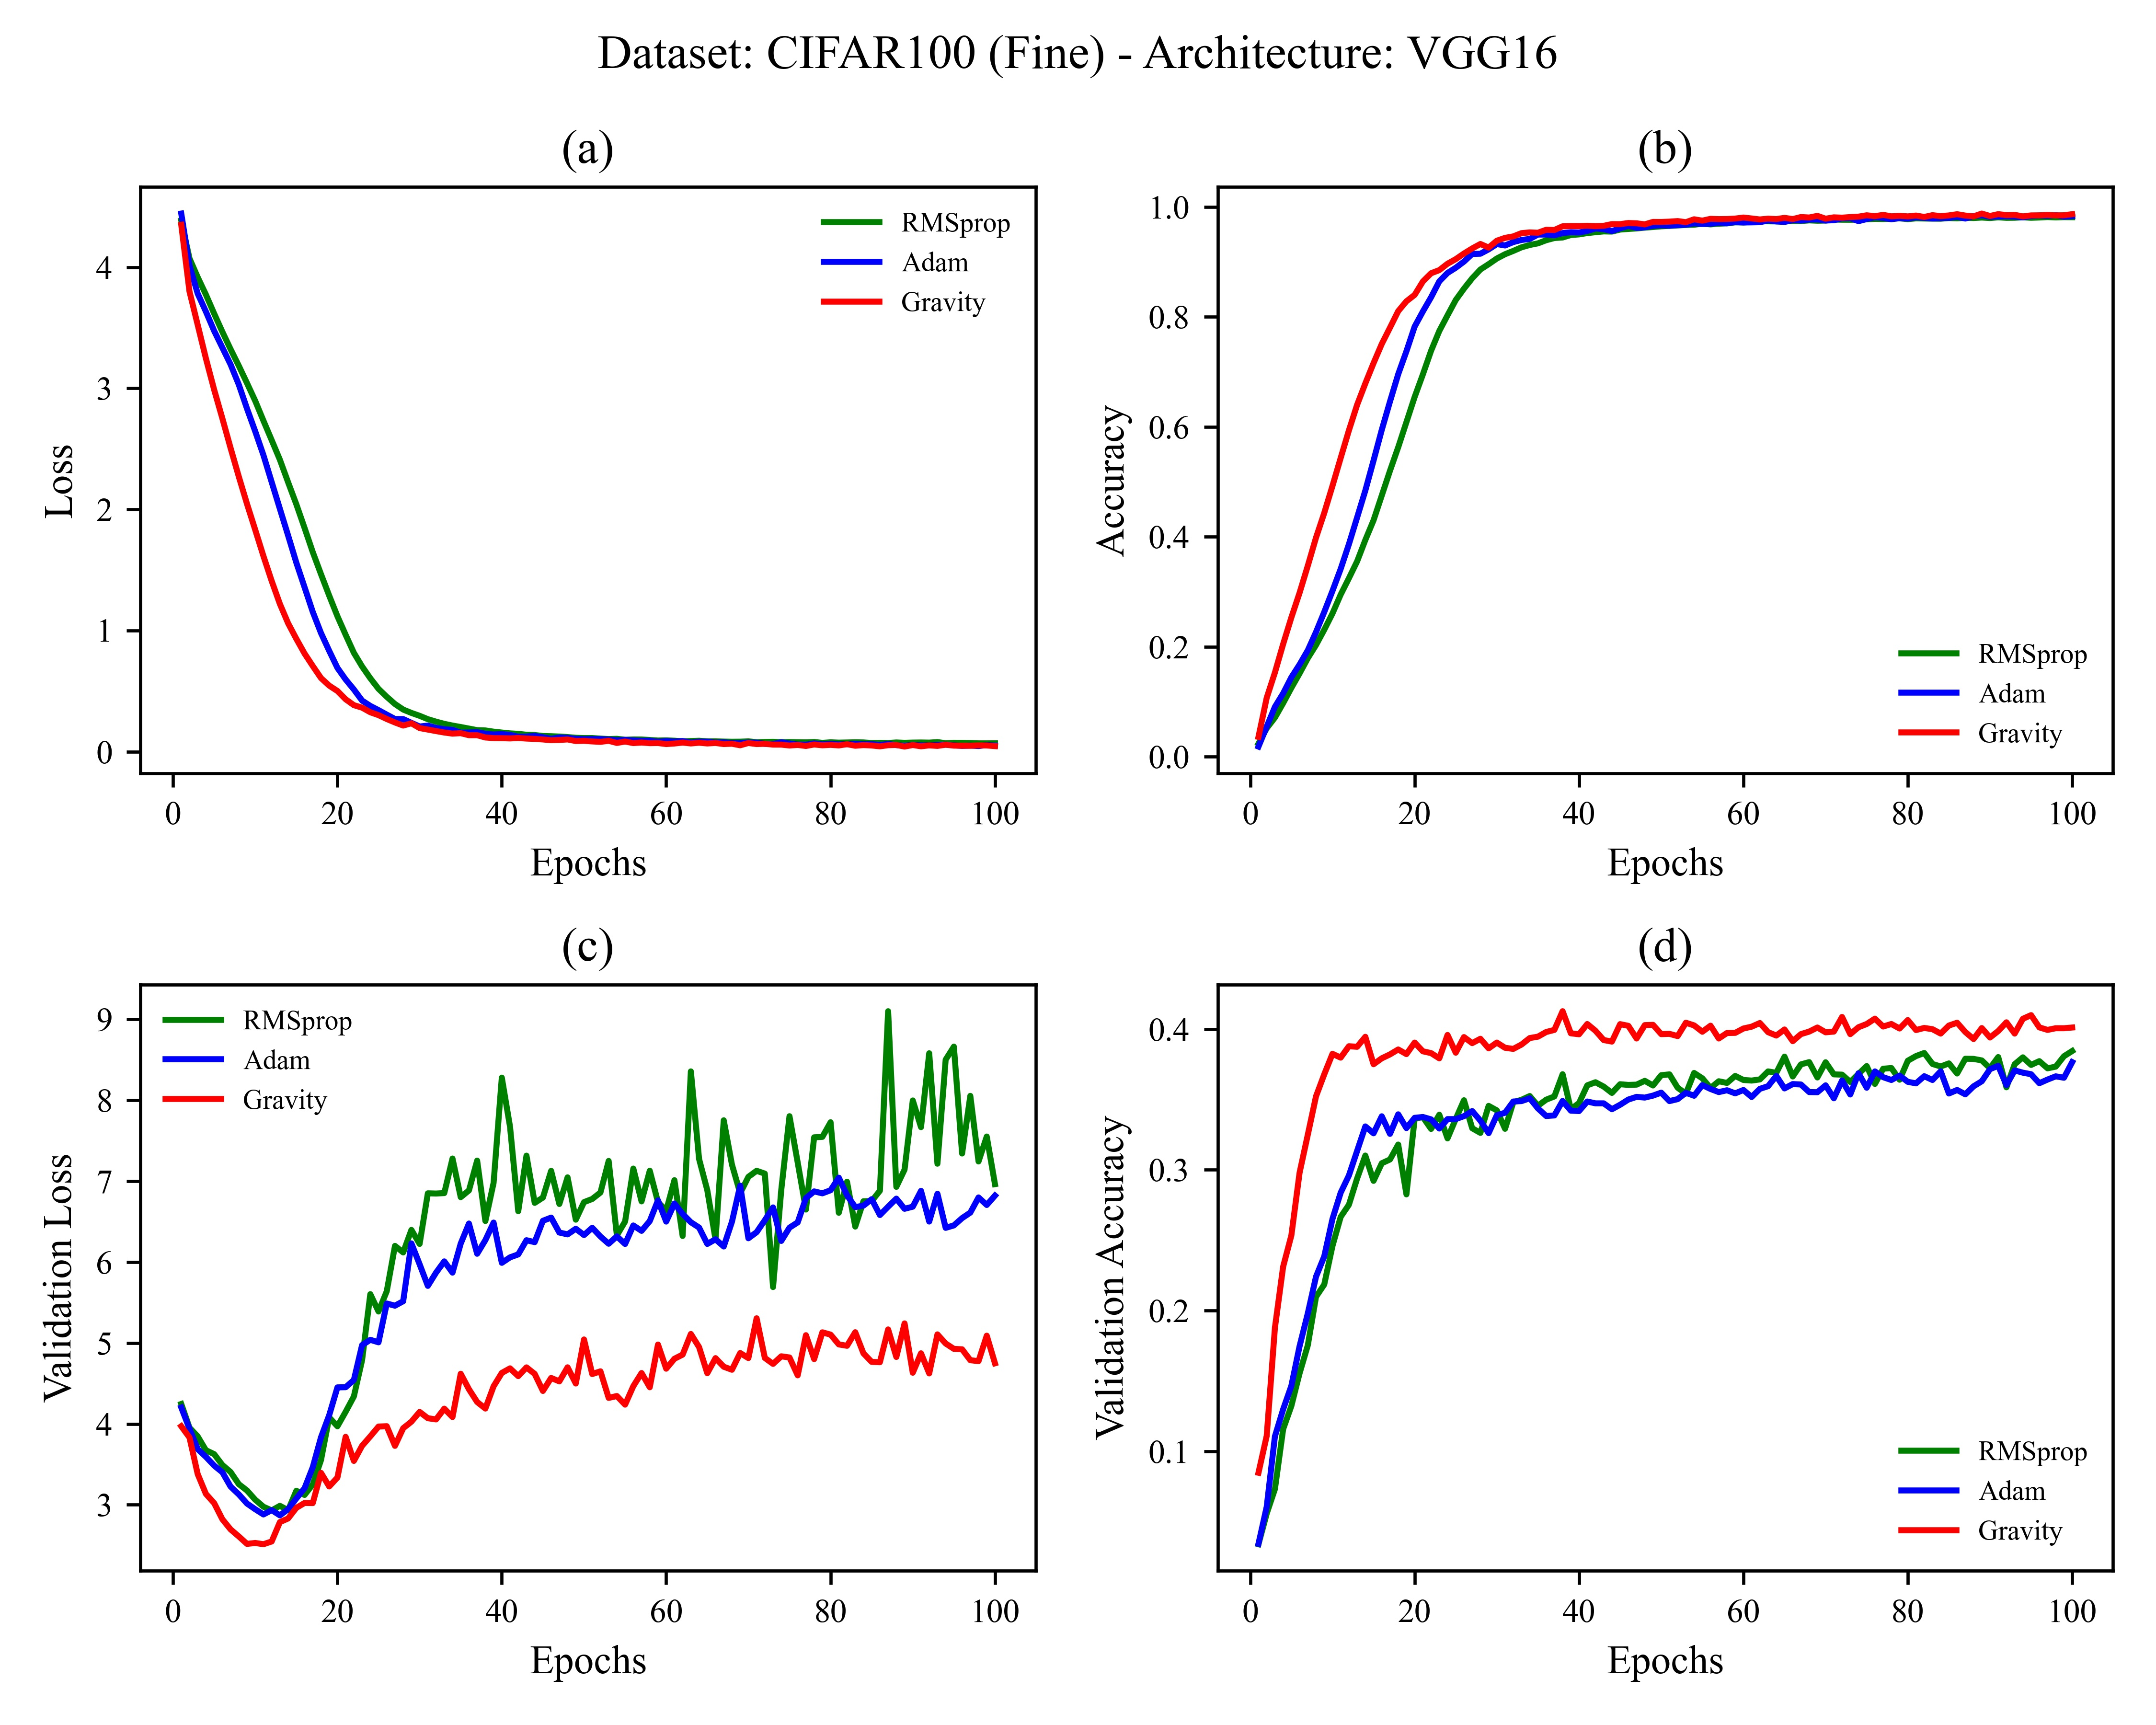 Dataset: CIFAR100 (Fine) - Architecture: VGG16
(a)
RMSprop
Adam
Gravity
4
3
2
1
0
Loss
0 20 40 60 80 100
Epochs
(b)
1.0
0.8
0.6
0.4
0.2
0.0
Accuracy
RMSprop
Adam
Gravity
0 20 40 60 80 100
Epochs
(c)
RMSprop
Adam
Gravity
9
8
7
6
5
4
3
Validation Loss
0 20 40 60 80 100
Epochs
(d)
0.4
0.3
0.2
0.1
Validation Accuracy
RMSprop
Adam
Gravity
0 20 40 60 80 100
Epochs